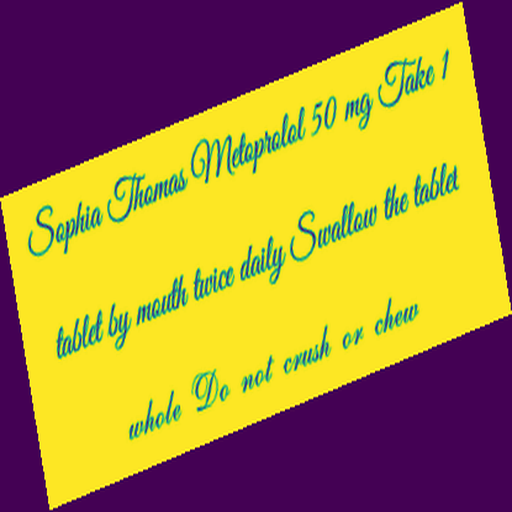 Sophia Thomas Metoprolol 50 mg Take 1
tablet by mouth twice daily Swallow the tablet
whole Do not crush or chew